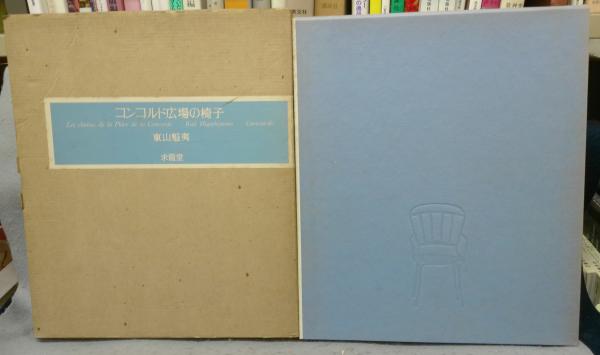 コンコルド広場の椅子
Les chaises de la Place de la Concorde Kaii Higashiyama
東山魁夷
求龍堂